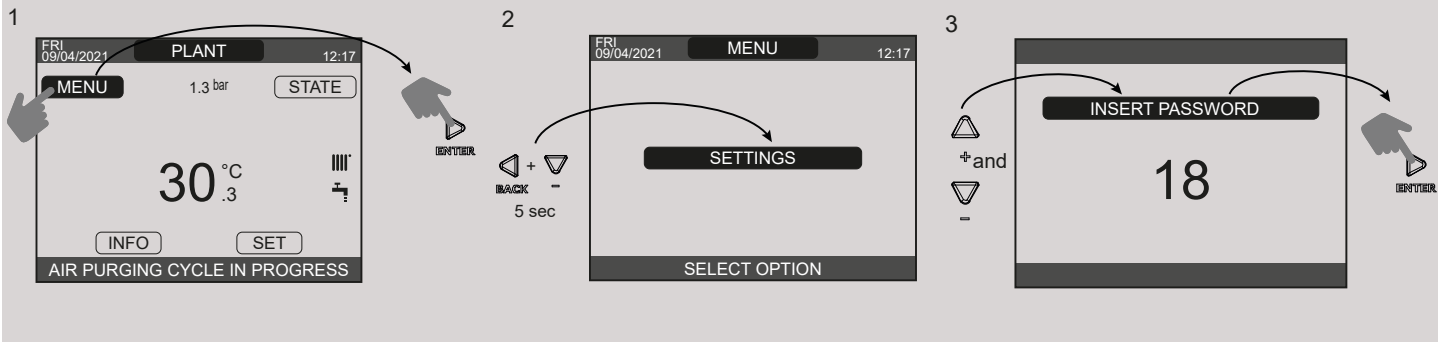 1
FRI
09/04/2021
PLANT
12:17
MENU
1.3 bar
STATE
30 °C
.3
INFO
SET
AIR PURGING CYCLE IN PROGRESS
ENTER
2
FRI
09/04/2021
MENU
12:17
BACK
+
-
5 sec
SETTINGS
SELECT OPTION
3
+ and
-
INSERT PASSWORD
18
ENTER